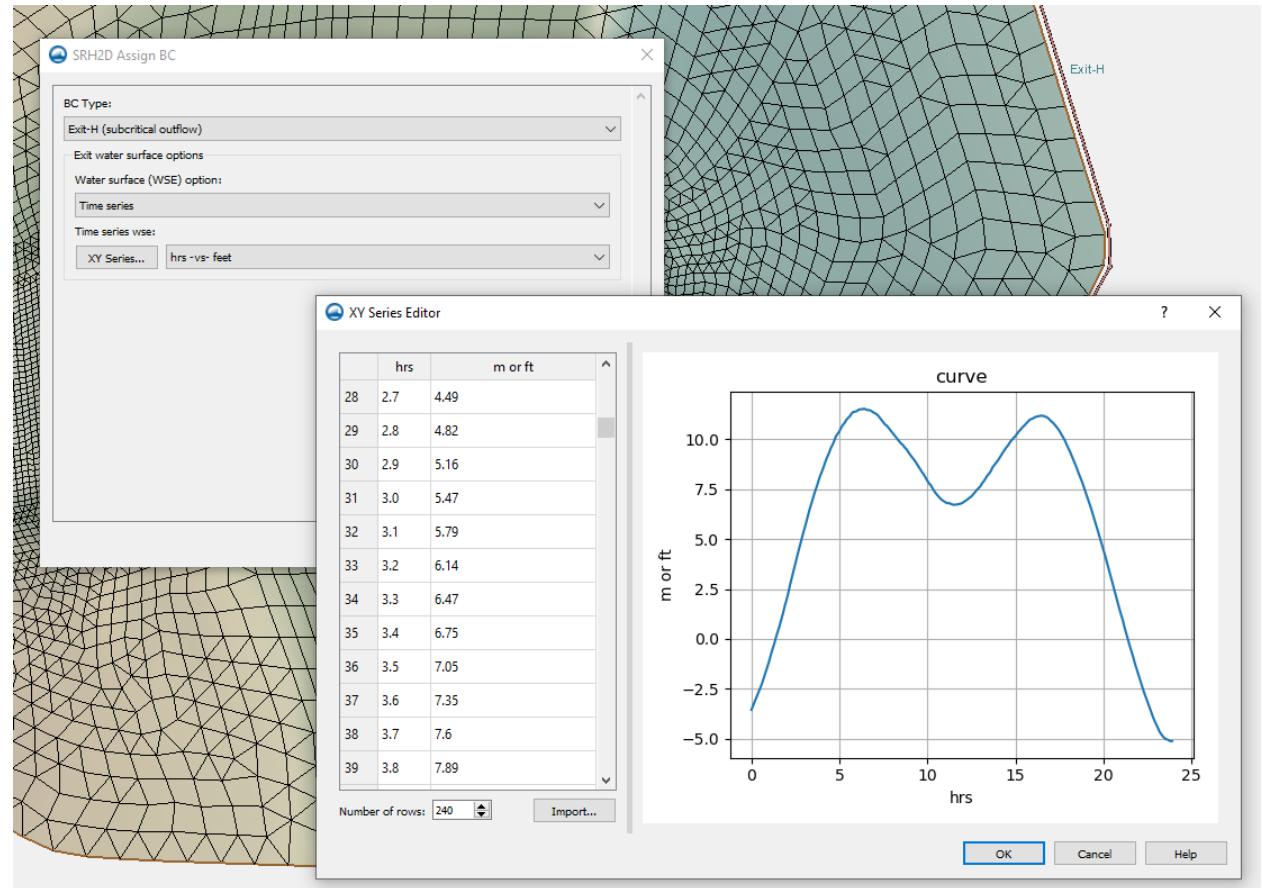 SRH2D Assign BC
Exit-H
BC Type:
Exit-H (subcritical outflow)
Exit water surface options
Water surface (WSE) option:
Time series
Time series wse:
XY Series... hrs -vs- feet
XY Series Editor ?
hrs m or ft
28 2.7 4.49
29 2.8 4.82
30 2.9 5.16
31 3.0 5.47
32 3.1 5.79
33 3.2 6.14
34 3.3 6.47
35 3.4 6.75
36 3.5 7.05
37 3.6 7.35
38 3.7 7.6
39 3.8 7.89
Number of rows: 240 Import...
curve
10.0
7.5
5.0
2.5
0.0
−2.5
−5.0
m or ft
0 5 10 15 20 25
hrs
OK Cancel Help